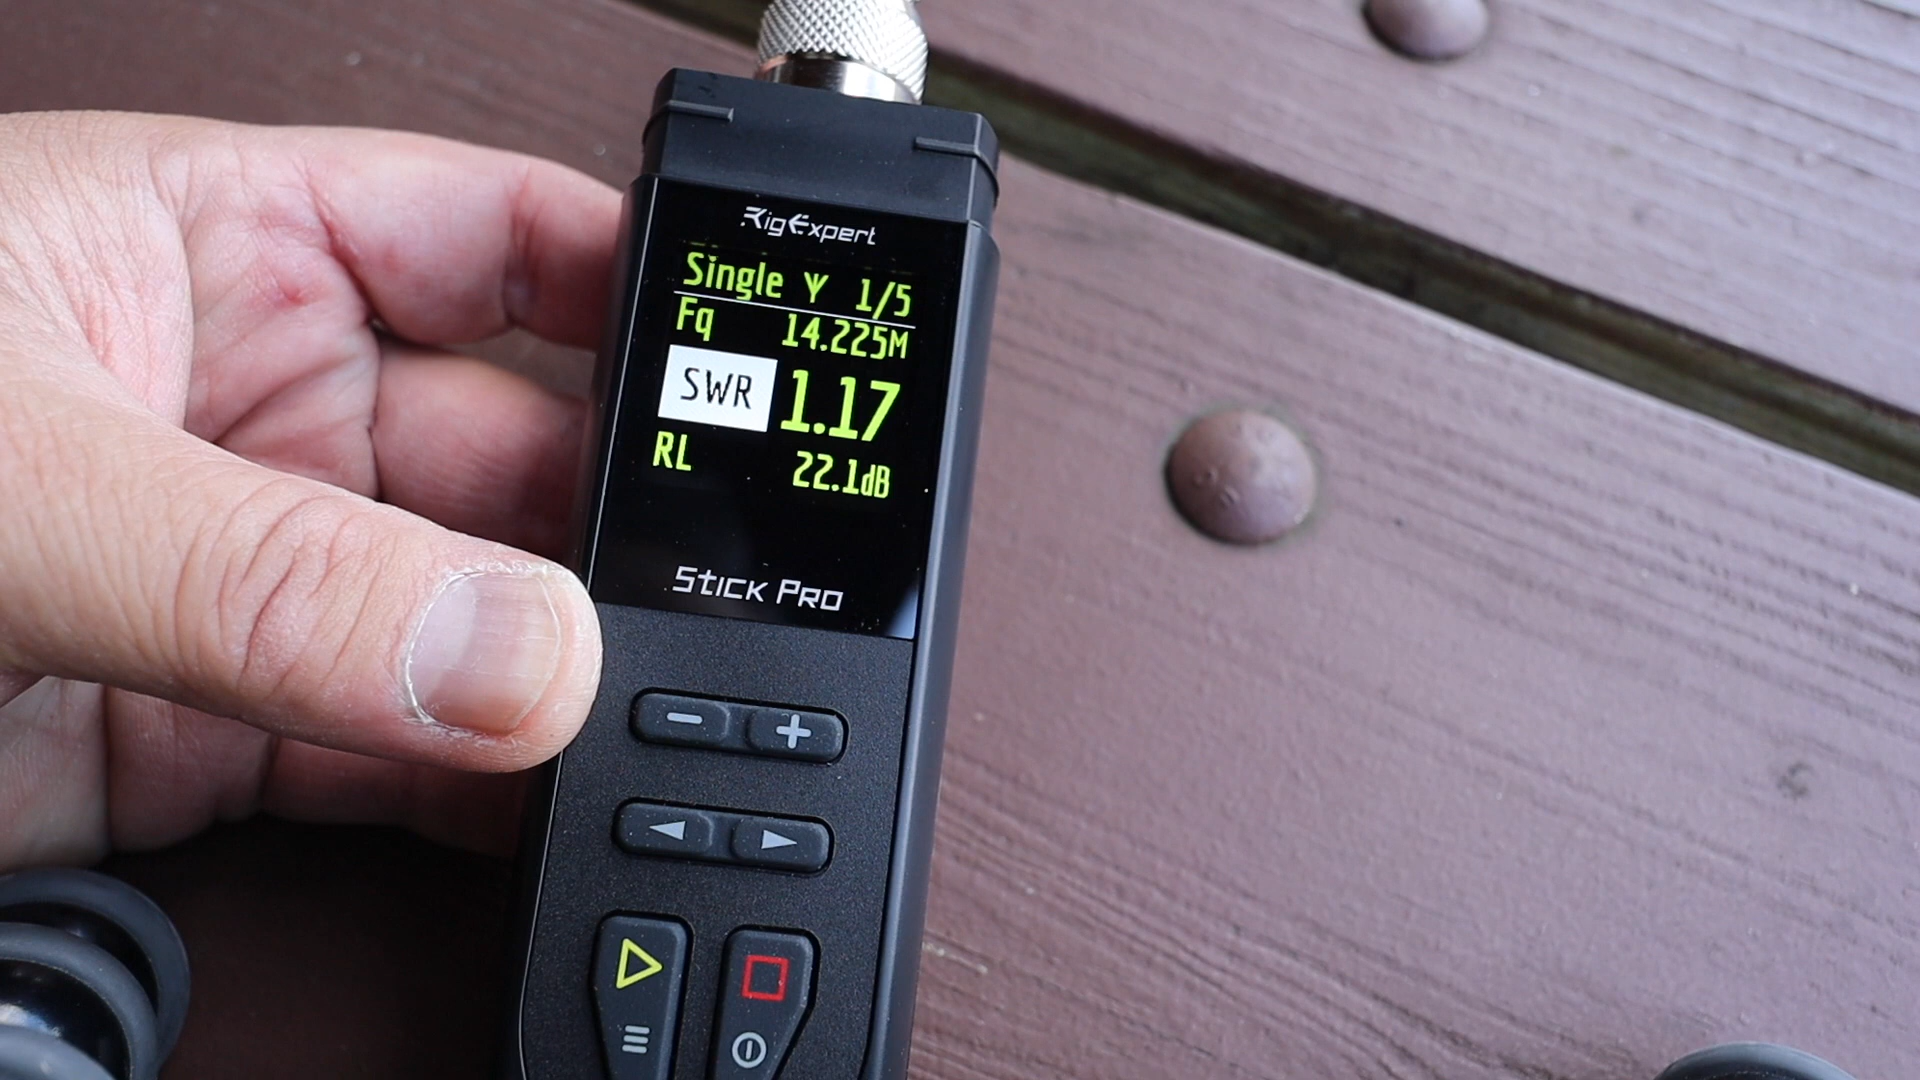 RigExpert
Single 1/5
Fq 14.225M
SWR 1.17
RL 22.1dB
Stick Pro
- +